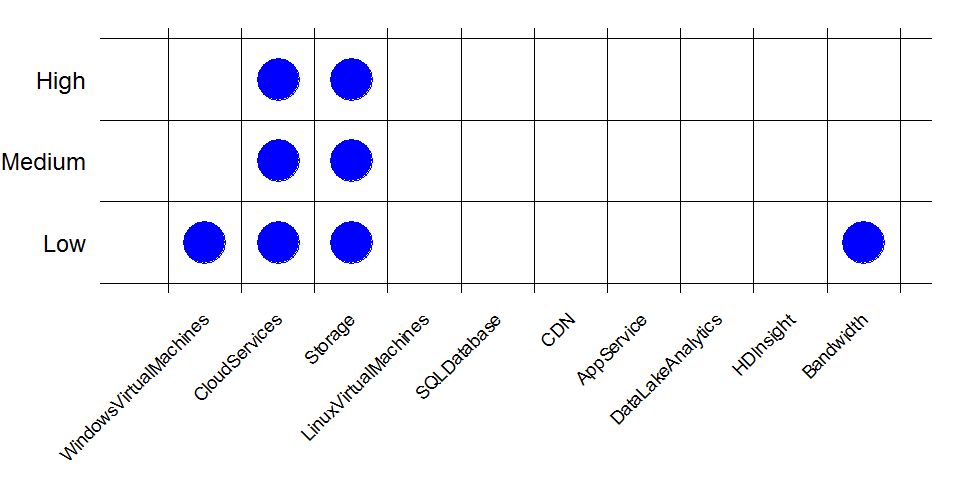 High
Medium
Low
WindowsVirtualMachines
CloudServices
Storage
LinuxVirtualMachines
SQLDatabase
CDN
AppService
DataLakeAnalytics
HDInsight
Bandwidth